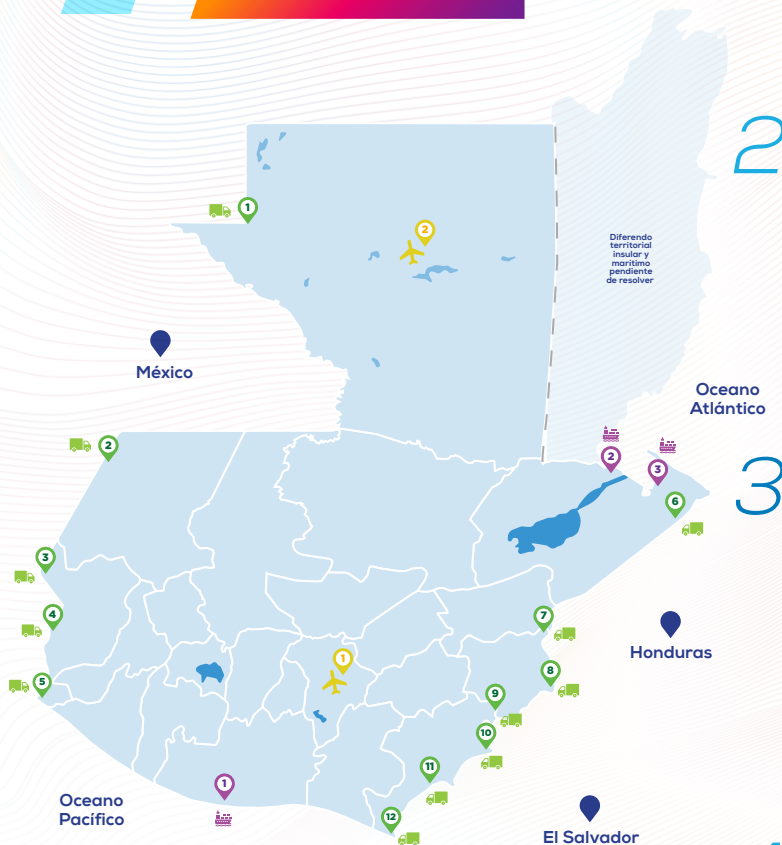 2
1
2
Diferendo
territorial
insular y
marítimo
pendiente
de resolver
México
Oceano
Atlántico
2
2
3
3
6
3
4
7
Honduras
1
8
5
9
10
11
1
Oceano
Pacífico
12
El Salvador